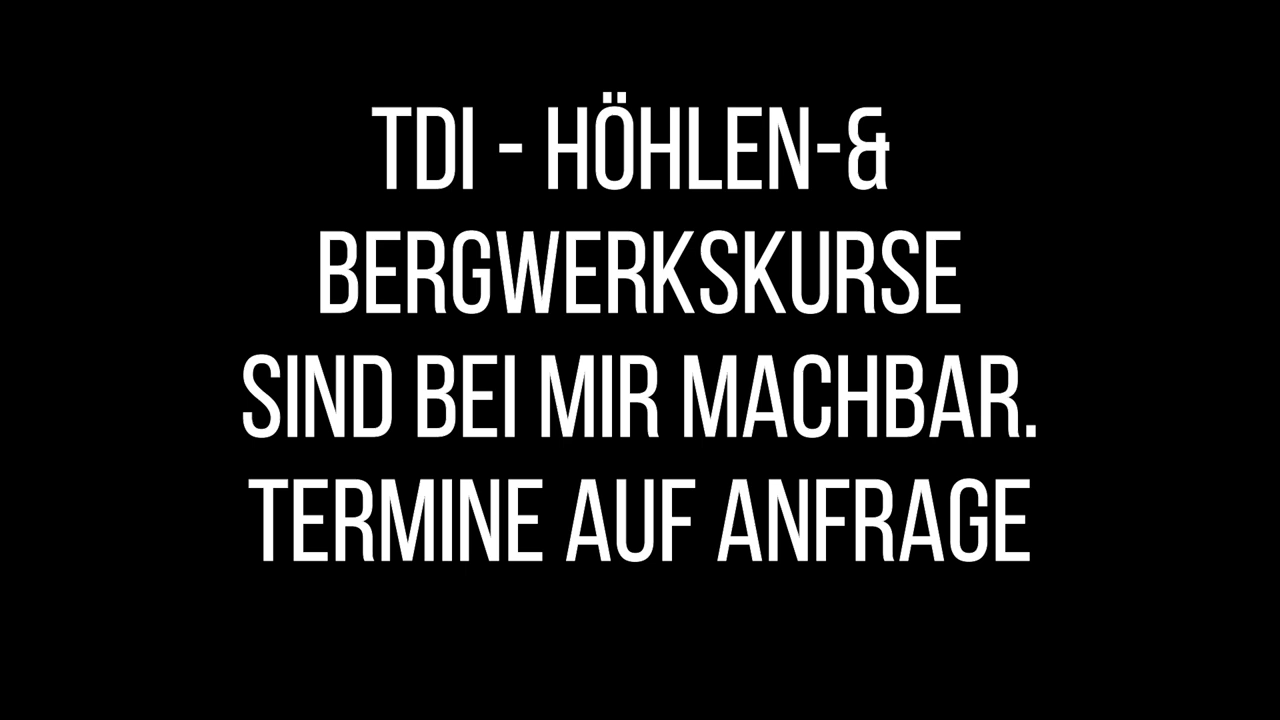 TDI - HÖHLEN-&
BERGWERKSKURSE
SIND BEI MIR MACHBAR.
TERMINE AUF ANFRAGE